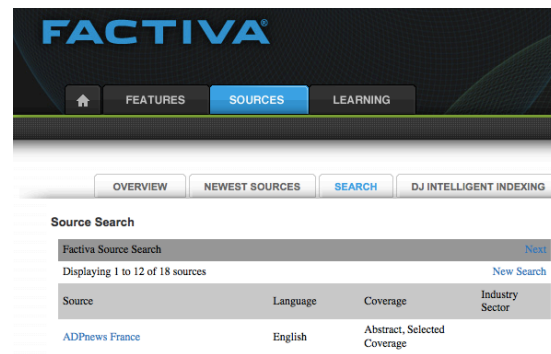 FACTIVA®
FEATURES SOURCES LEARNING
OVERVIEW NEWEST SOURCES SEARCH DJ INTELLIGENT INDEXING
Source Search
Factiva Source Search Next
Displaying 1 to 12 of 18 sources New Search
Source Language Coverage Industry Sector
ADPnews France English Abstract, Selected Coverage